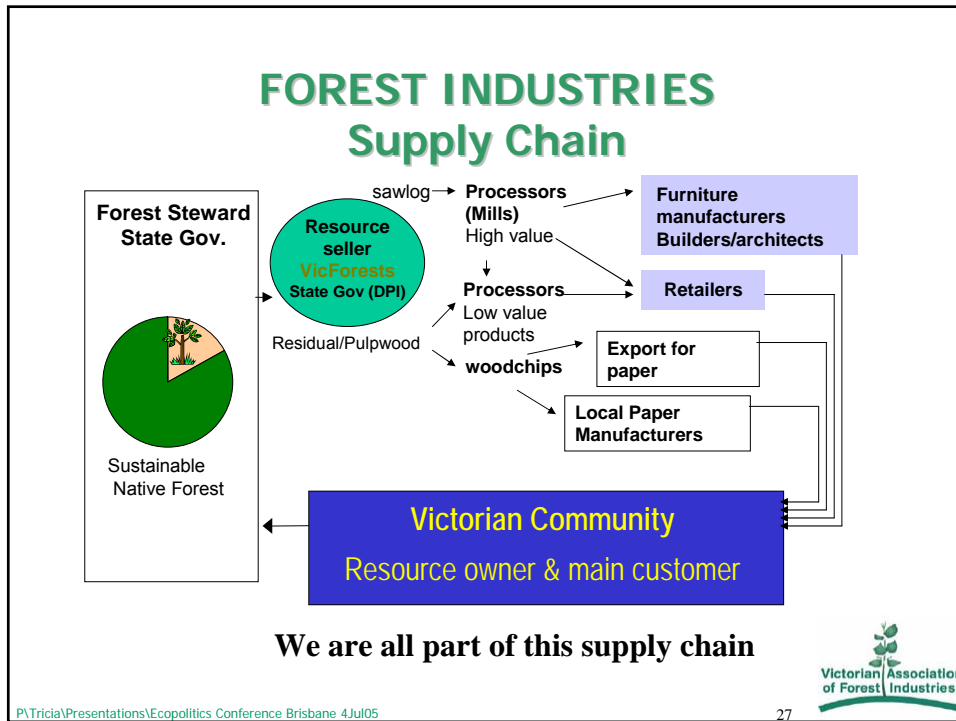 FOREST INDUSTRIES
Supply Chain
Forest Steward
State Gov.
Sustainable
Native Forest
Resource
seller
VicForests
State Gov (DPI)
sawlog
Residual/Pulpwood
Processors
(Mills)
High value
Processors
Low value
products
woodchips
Furniture
manufacturers
Builders/architects
Retailers
Export for
paper
Local Paper
Manufacturers
Victorian Community
Resource owner & main customer
We are all part of this supply chain
Victorian Association
of Forest Industries
P\Tricia\Presentations\Ecopolitics Conference Brisbane 4Jul05
27